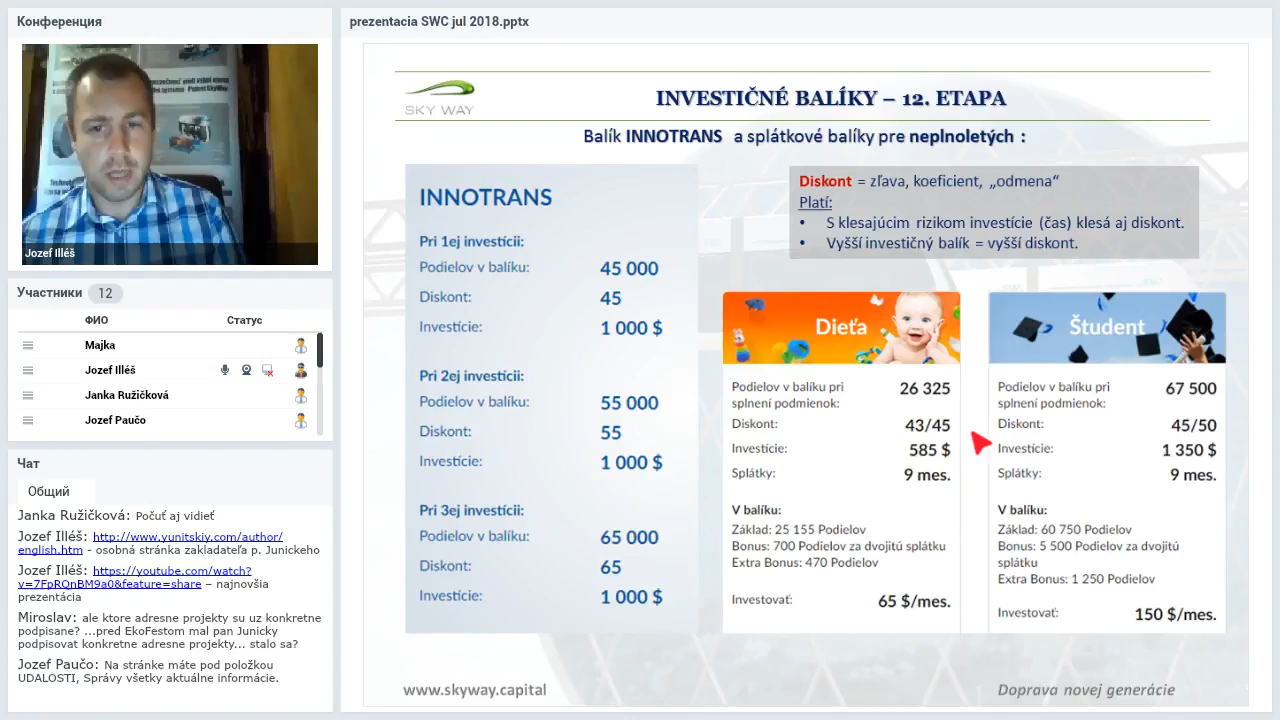 Конференция
Jozef Illéš
Участники 12
ФИО Статус
Majka
Jozef Illéš
Janka Ružičková
Jozef Paučo
Чат
Общий
Janka Ružičková: Počuť aj vidieť
Jozef Illéš: http://www.yunitskiy.com/author/
english.htm - osobná stránka zakladateľa p. Junického
Jozef Illéš: https://youtube.com/watch?
v=7FpRQnBM9a0&feature=share – najnovšia
prezentácia
Miroslav: ale ktore adresne projekty su uz konkretne
podpisane? ...pred EkoFestom mal pan Junicky
podpisovat konkretne adresne projekty... stalo sa?
Jozef Paučo: Na stránke máte pod položkou
UDALOSTI, Správy všetky aktuálne informácie.
prezentacia SWC jul 2018.pptx
SKY WAY
INVESTIČNÉ BALÍKY – 12. ETAPA
Balík INNOTRANS a splátkové balíky pre neplnoletých :
INNOTRANS
Pri 1ej investícii:
Podielov v balíku: 45 000
Diskont: 45
Investície: 1 000 $
Pri 2ej investícii:
Podielov v balíku: 55 000
Diskont: 55
Investície: 1 000 $
Pri 3ej investícii:
Podielov v balíku: 65 000
Diskont: 65
Investície: 1 000 $
Diskont = zľava, koeficient, „odmena“
Platí:
• S klesajúcim rizikom investície (čas) klesá aj diskont.
• Vyšší investičný balík = vyšší diskont.
Dieťa
Podielov v balíku pri
splnení podmienok: 26 325
Diskont: 43/45
Investície: 585 $
Splátky: 9 mes.
V balíku:
Základ: 25 155 Podielov
Bonus: 700 Podielov za dvojitú splátku
Extra Bonus: 470 Podielov
Investovať: 65 $/mes.
Študent
Podielov v balíku pri
splnení podmienok: 67 500
Diskont: 45/50
Investície: 1 350 $
Splátky: 9 mes.
V balíku:
Základ: 60 750 Podielov
Bonus: 5 500 Podielov za dvojitú
splátku
Extra Bonus: 1 250 Podielov
Investovať: 150 $/mes.
www.skyway.capital
Doprava novej generácie